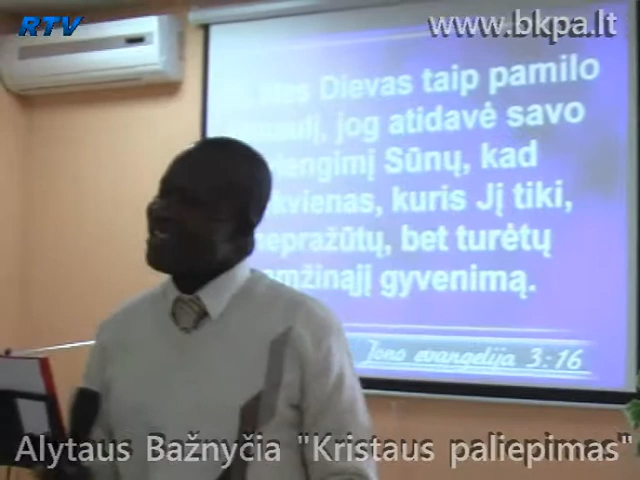 RTV
www.bkpa.lt
Dievas taip pamilo
jog atidavė savo
Sūnų, kad
kuris Jį tiki,
nepražūtų, bet turėtų
gyvenimą.
Jono evangelija 3:16
Alytaus Bažnyčia "Kristaus paliepimas"